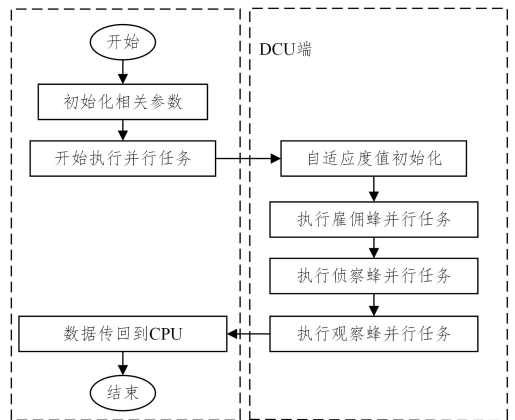 开始
初始化相关参数
开始执行并行任务
DCU端
自适应度值初始化
执行雇佣蜂并行任务
执行侦察蜂并行任务
执行观察蜂并行任务
数据传回到CPU
结束